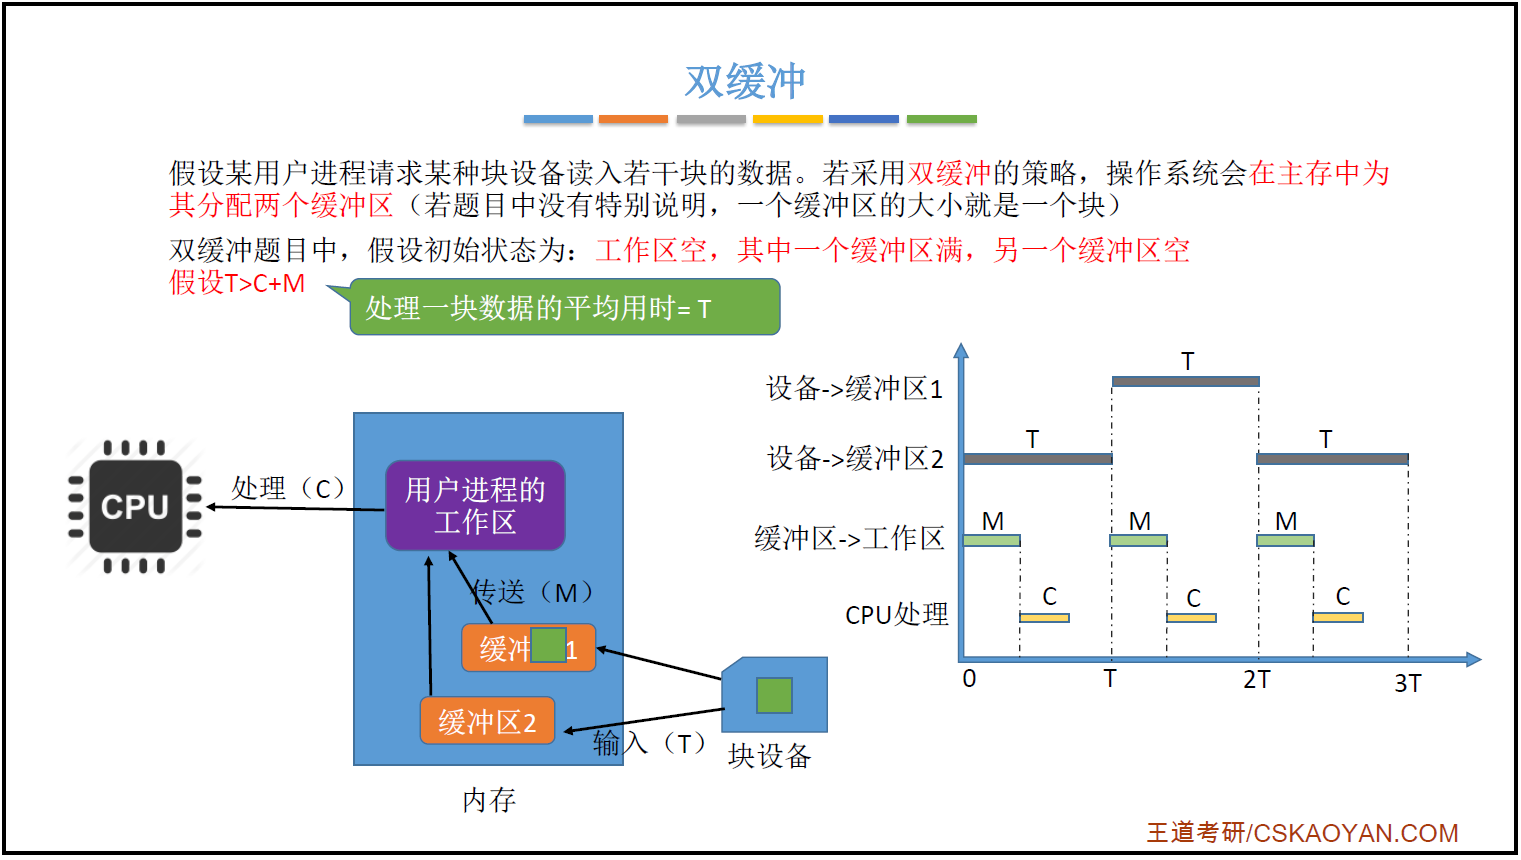 双缓冲
假设某用户进程请求某种块设备读入若干块的数据。若采用双缓冲的策略，操作系统会在主存中为
其分配两个缓冲区（若题目中没有特别说明，一个缓冲区的大小就是一个块）
双缓冲题目中，假设初始状态为：工作区空，其中一个缓冲区满，另一个缓冲区空
假设T>C+M
处理一块数据的平均用时= T
CPU
处理（C）
用户进程的
工作区
传送（M）
缓冲 1
缓冲区2
输入（T）
块设备
内存
设备->缓冲区1
T
设备->缓冲区2
T
T
缓冲区->工作区
M
M
M
CPU处理
C
C
C
0
T
2T
3T
王道考研/CSKAOYAN.COM